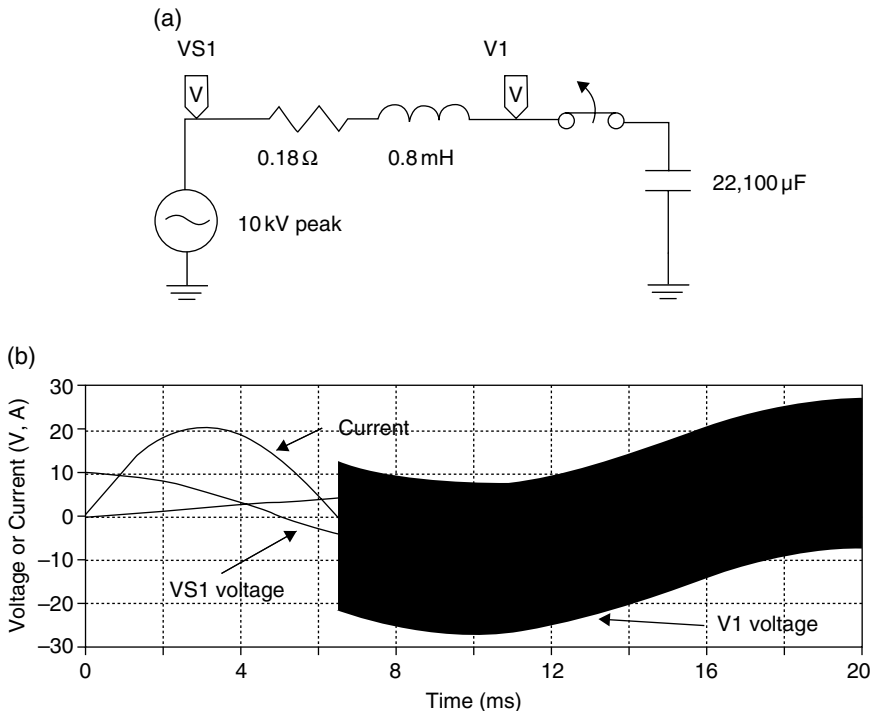 (a)
VS1
V1
V
V
0.18 Ω
0.8 mH
22,100 µF
10 kV peak
(b)
Voltage or Current (V, A)
30
20
10
0
−10
−20
−30
Current
VS1 voltage
V1 voltage
0
4
8
12
16
20
Time (ms)